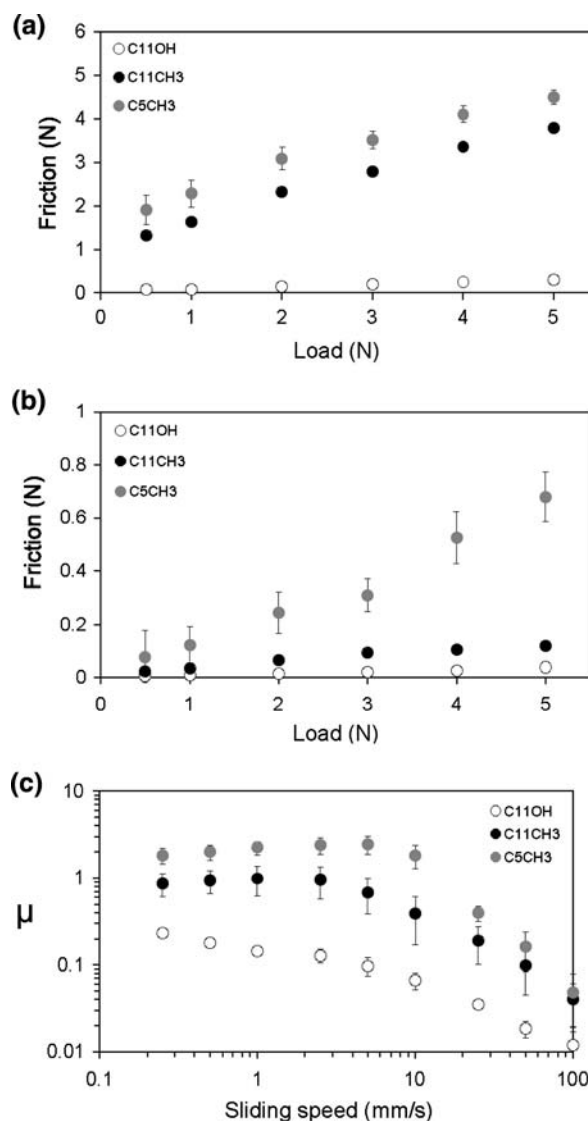 (a)
6
5
4
3
2
1
0
Friction (N)
C11OH
C11CH3
C5CH3
0 1 2 3 4 5
Load (N)
(b)
1
0.8
0.6
0.4
0.2
0
Friction (N)
C11OH
C11CH3
C5CH3
0 1 2 3 4 5
Load (N)
(c)
10
1
0.1
0.01
μ
C11OH
C11CH3
C5CH3
0.1 1 10 100
Sliding speed (mm/s)